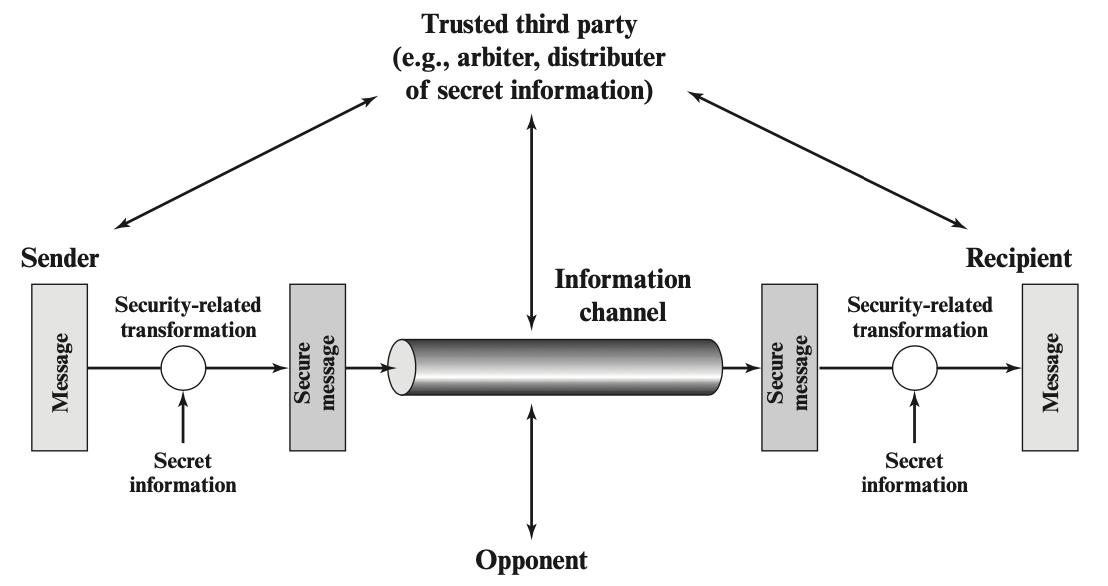 Trusted third party
(e.g., arbiter, distributer
of secret information)
Sender
Recipient
Information
channel
Security-related
transformation
Security-related
transformation
Message
Secure
message
Secure
message
Message
Secret
information
Secret
information
Opponent